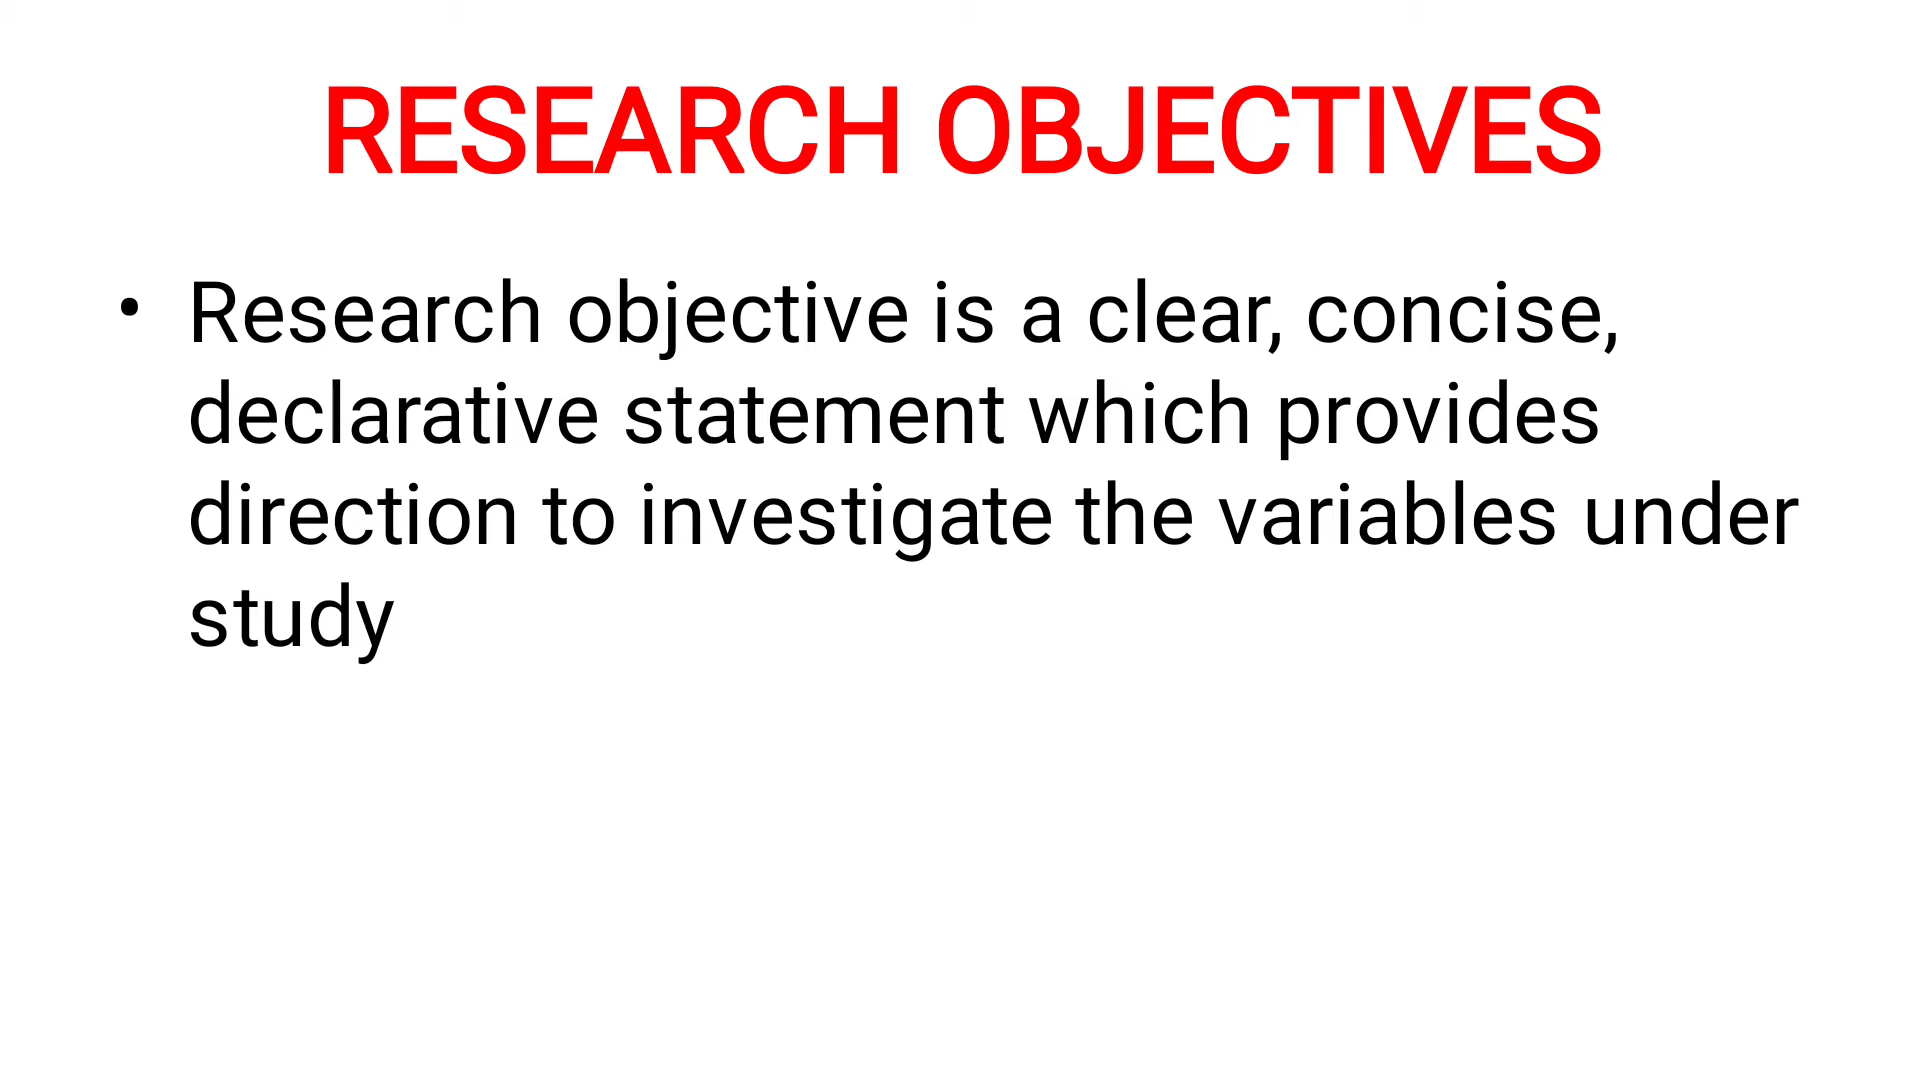 RESEARCH OBJECTIVES
• Research objective is a clear, concise,
declarative statement which provides
direction to investigate the variables under
study